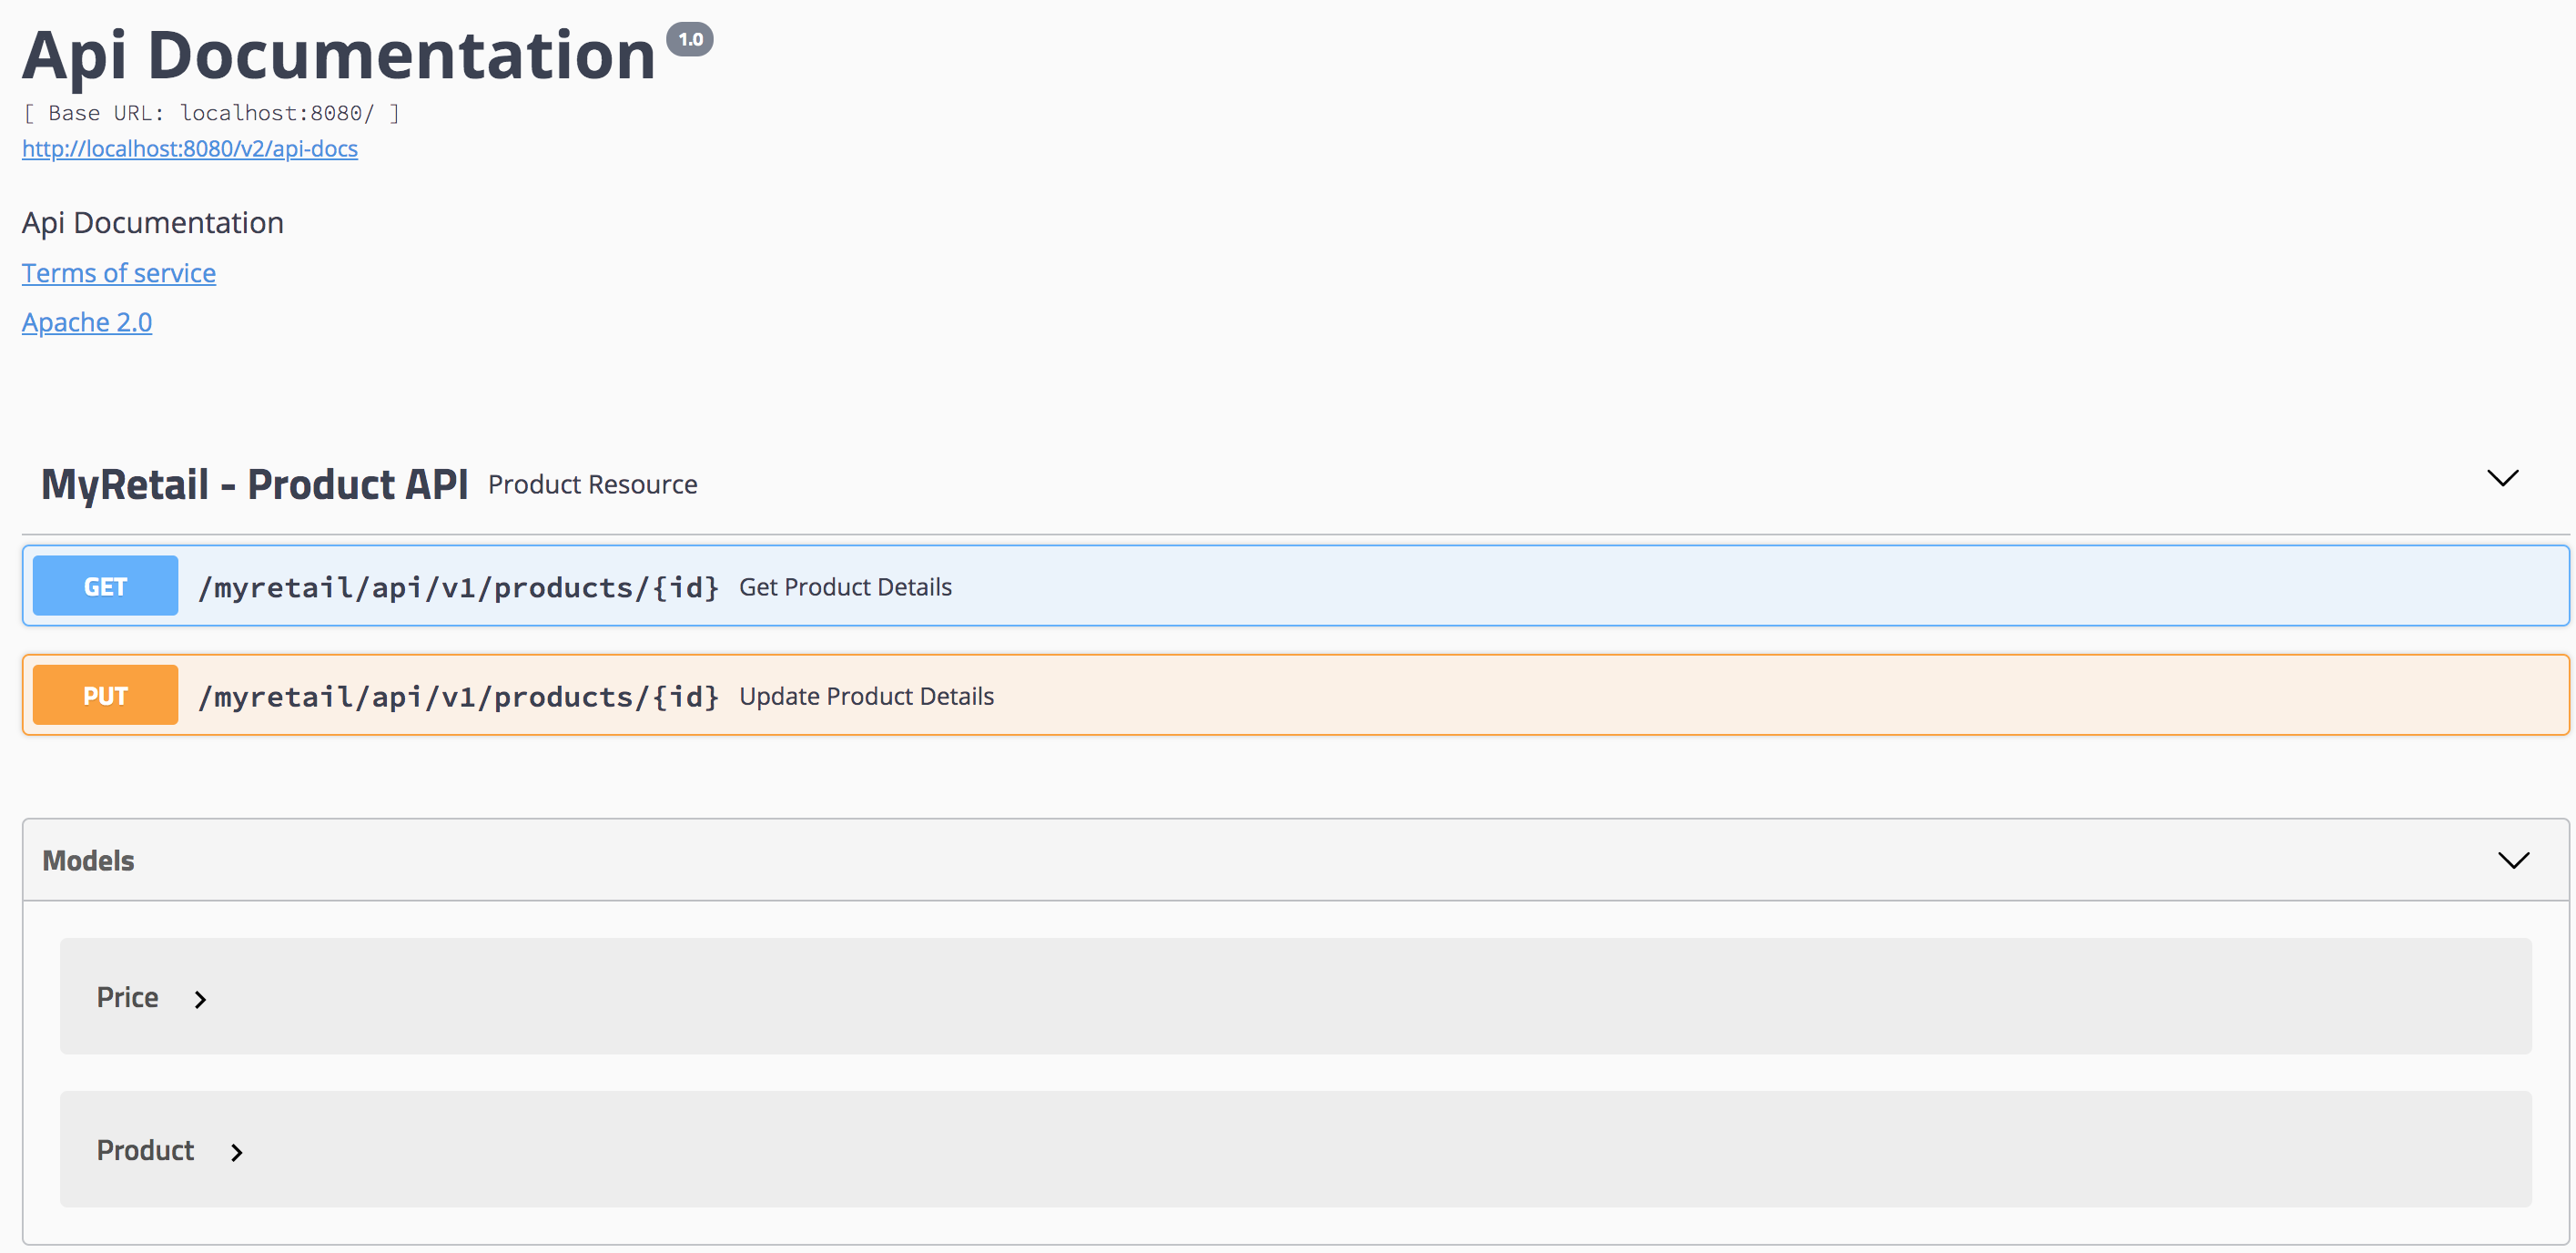 Api Documentation 1.0
[ Base URL: localhost:8080/ ]
http://localhost:8080/v2/api-docs
Api Documentation
Terms of service
Apache 2.0
MyRetail - Product API Product Resource
GET /myretail/api/v1/products/{id} Get Product Details
PUT /myretail/api/v1/products/{id} Update Product Details
Models
Price
Product